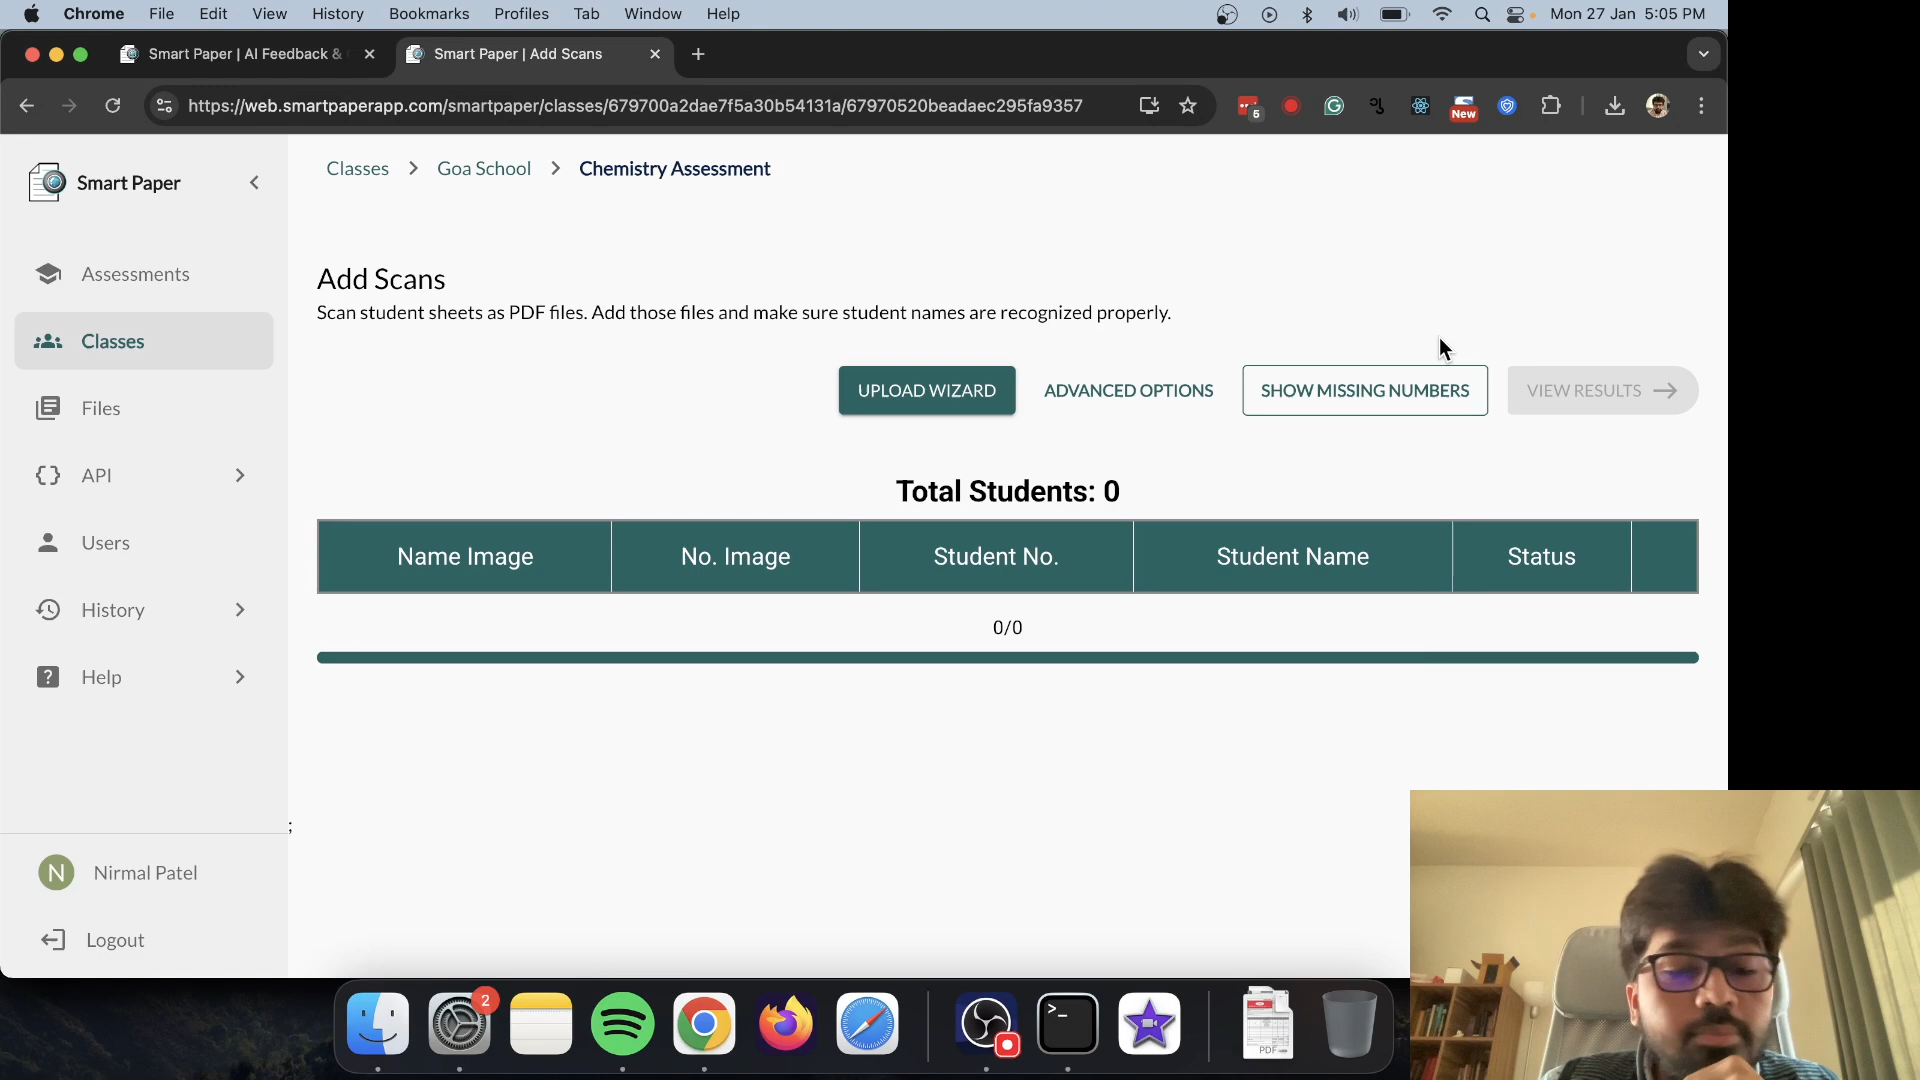 Chrome File Edit View History Bookmarks Profiles Tab Window Help Mon 27 Jan 5:05 PM
Smart Paper | AI Feedback &
Smart Paper | Add Scans
https://web.smartpaperapp.com/smartpaper/classes/679700a2dae7f5a30b54131a/67970520beadaec295fa9357
5
New
Smart Paper
Classes > Goa School > Chemistry Assessment
Assessments
Classes
Files
API
Users
History
Help
Add Scans
Scan student sheets as PDF files. Add those files and make sure student names are recognized properly.
UPLOAD WIZARD ADVANCED OPTIONS SHOW MISSING NUMBERS VIEW RESULTS
Total Students: 0
Name Image No. Image Student No. Student Name Status
0/0
;
N Nirmal Patel
Logout
2
>_
PDF